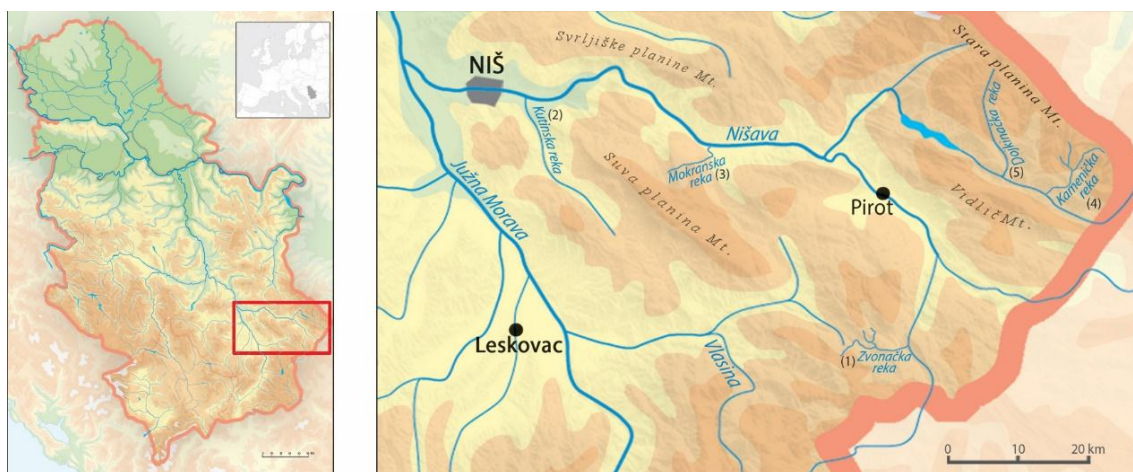 Svrljiške planine Mt.
Stara planina Mt.
NIŠ
(2)
Kutinska reka
Nišava
Mokranska
reka (3)
Dojkinačka reka
(5)
Kamenička
reka
(4)
Južna Morava
Suva planina Mt.
Pirot
Vidlič Mt.
Leskovac
Vlasina
(1)
Zvonačka
reka
0 10 20 km